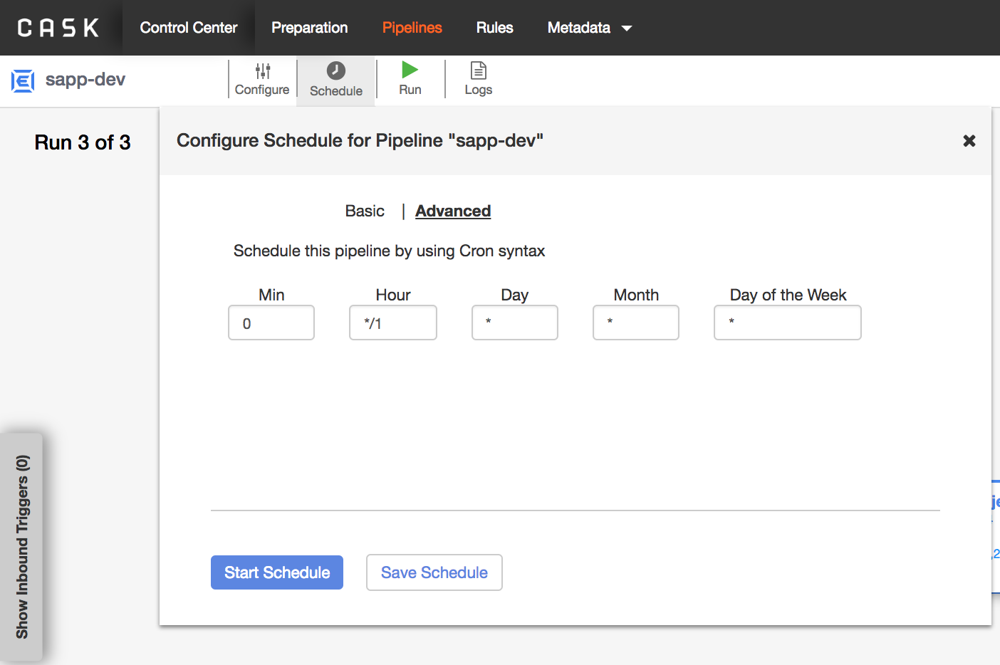 CASK Control Center Preparation Pipelines Rules Metadata
sapp-dev Configure Schedule Run Logs
Run 3 of 3
Configure Schedule for Pipeline "sapp-dev"
Basic | Advanced
Schedule this pipeline by using Cron syntax
Min Hour Day Month Day of the Week
0 */1 * * *
Show Inbound Triggers (0)
Start Schedule Save Schedule